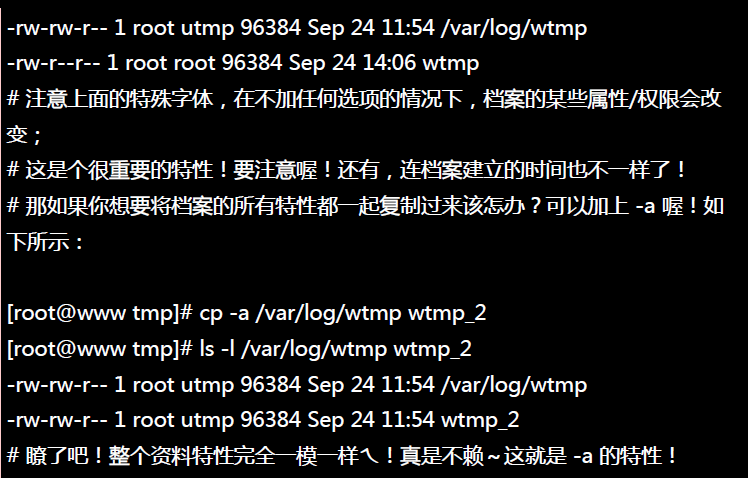 -rw-rw-r-- 1 root utmp 96384 Sep 24 11:54 /var/log/wtmp
-rw-r--r-- 1 root root 96384 Sep 24 14:06 wtmp
# 注意上面的特殊字体，在不加任何选项的情况下，档案的某些属性/权限会改
变；
# 这是个很重要的特性！要注意喔！还有，连档案建立的时间也不一样了！
# 那如果你想要将档案的所有特性都一起复制过来该怎办？可以加上 -a 喔！如
下所示：
[root@www tmp]# cp -a /var/log/wtmp wtmp_2
[root@www tmp]# ls -l /var/log/wtmp wtmp_2
-rw-rw-r-- 1 root utmp 96384 Sep 24 11:54 /var/log/wtmp
-rw-rw-r-- 1 root utmp 96384 Sep 24 11:54 wtmp_2
# 瞭了吧！整个资料特性完全一模一样ㄟ！真是不赖～这就是 -a 的特性！